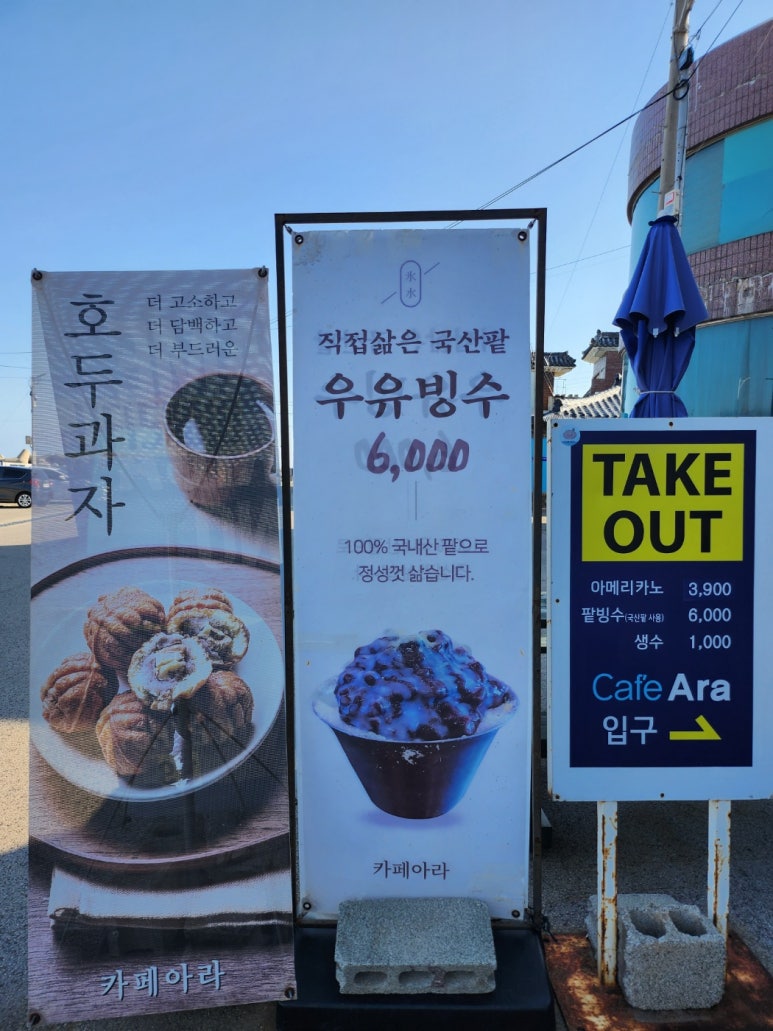 호두과자
더 고소하고
더 담백하고
더 부드러운
카페아라
氷
水
직접삶은 국산팥
우유빙수
6,000
100% 국내산 팥으로
정성껏 삶습니다.
카페아라
TAKE
OUT
아메리카노 3,900
팥빙수(국산팥 사용) 6,000
생수 1,000
Cafe Ara
입구